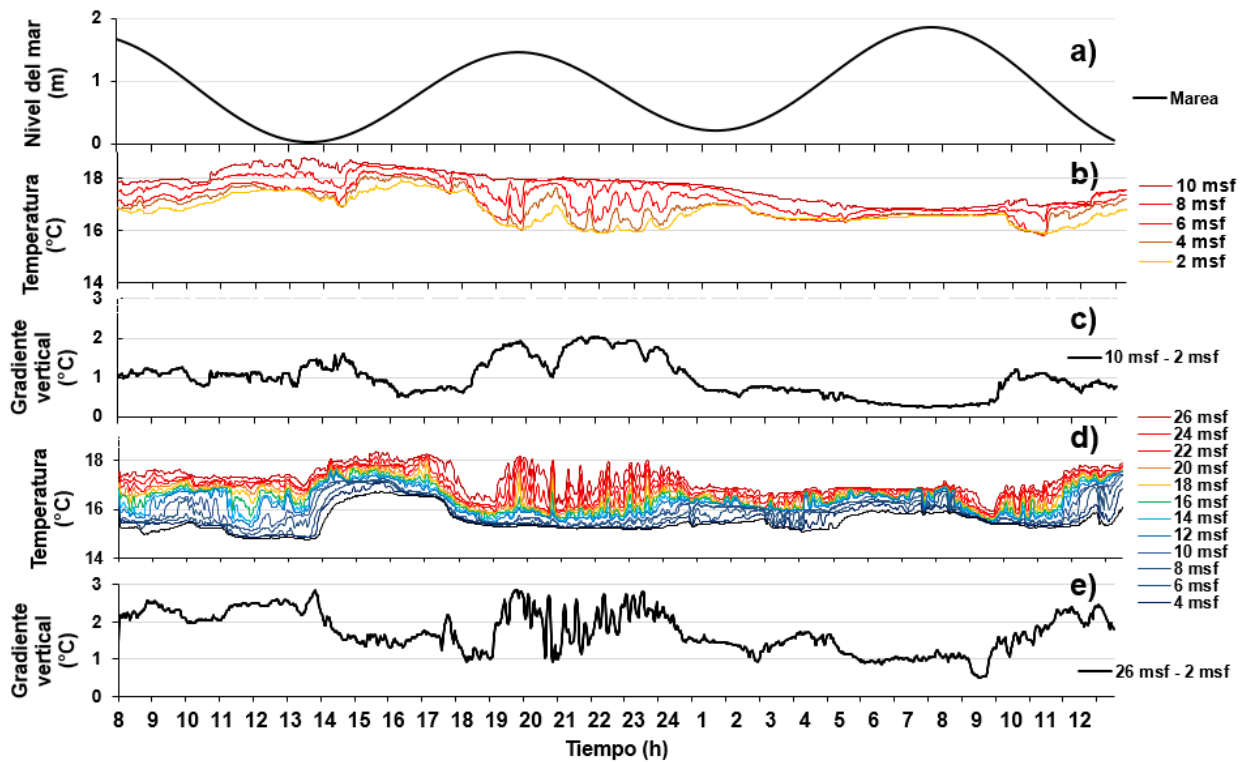 Nivel del mar
(m)
2
1
0
a)
Marea
Temperatura
(°C)
18
16
14
b)
10 msf
8 msf
6 msf
4 msf
2 msf
Gradiente
vertical
(°C)
3
2
1
0
c)
10 msf - 2 msf
Temperatura
(°C)
18
16
14
d)
26 msf
24 msf
22 msf
20 msf
18 msf
16 msf
14 msf
12 msf
10 msf
8 msf
6 msf
4 msf
Gradiente
vertical
(°C)
3
2
1
0
e)
26 msf - 2 msf
8 9 10 11 12 13 14 15 16 17 18 19 20 21 22 23 24 1 2 3 4 5 6 7 8 9 10 11 12
Tiempo (h)